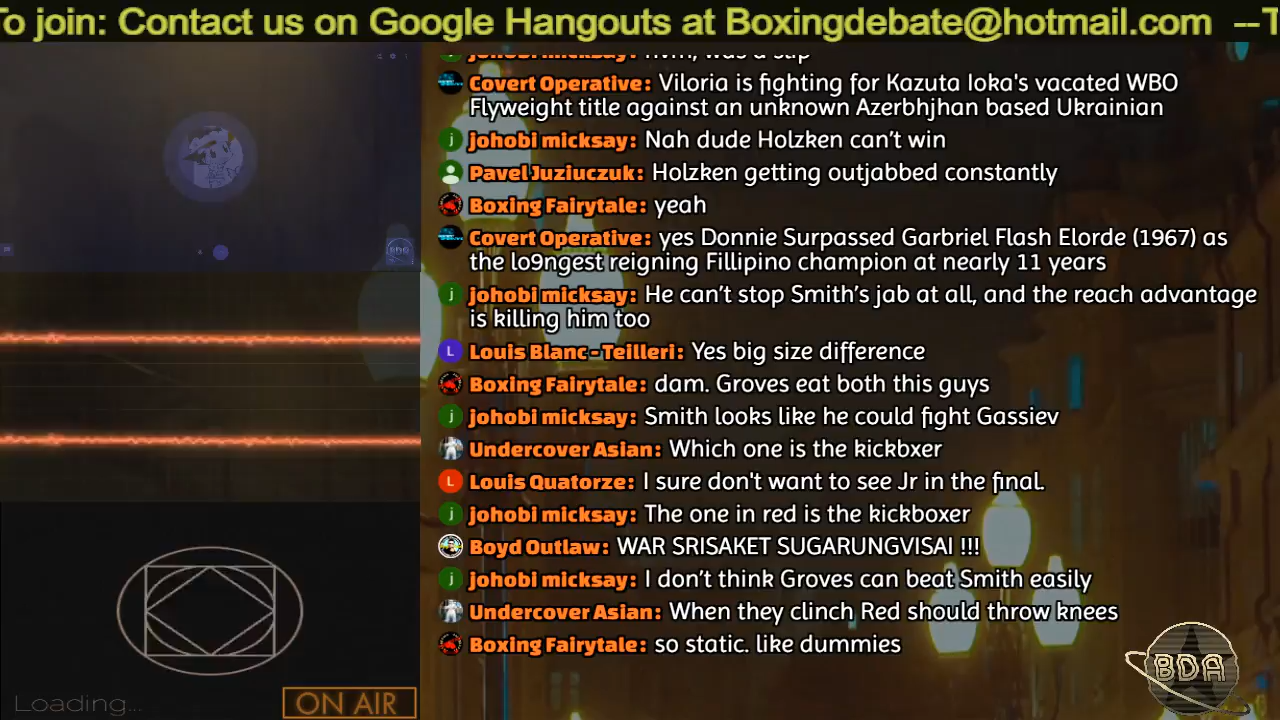 To join: Contact us on Google Hangouts at Boxingdebate@hotmail.com --T
johobi micksay: nvm, was a slip
Covert Operative: Viloria is fighting for Kazuta Ioka's vacated WBO
Flyweight title against an unknown Azerbhjhan based Ukrainian
johobi micksay: Nah dude Holzken can't win
Pavel Juziuczuk: Holzken getting outjabbed constantly
Boxing Fairytale: yeah
Covert Operative: yes Donnie Surpassed Garbriel Flash Elorde (1967) as
the lo9ngest reigning Fillipino champion at nearly 11 years
johobi micksay: He can't stop Smith's jab at all, and the reach advantage
is killing him too
Louis Blanc - Teilleri: Yes big size difference
Boxing Fairytale: dam. Groves eat both this guys
johobi micksay: Smith looks like he could fight Gassiev
Undercover Asian: Which one is the kickbxer
Louis Quatorze: I sure don't want to see Jr in the final.
johobi micksay: The one in red is the kickboxer
Boyd Outlaw: WAR SRISAKET SUGARUNGVISAI !!!
johobi micksay: I don't think Groves can beat Smith easily
Undercover Asian: When they clinch Red should throw knees
Boxing Fairytale: so static. like dummies
Loading...
ON AIR
BDA